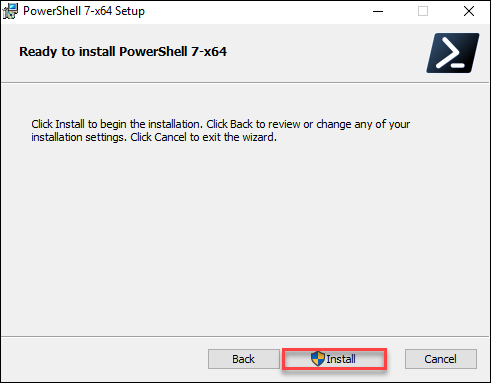 PowerShell 7-x64 Setup
Ready to install PowerShell 7-x64
Click Install to begin the installation. Click Back to review or change any of your
installation settings. Click Cancel to exit the wizard.
Back Install Cancel